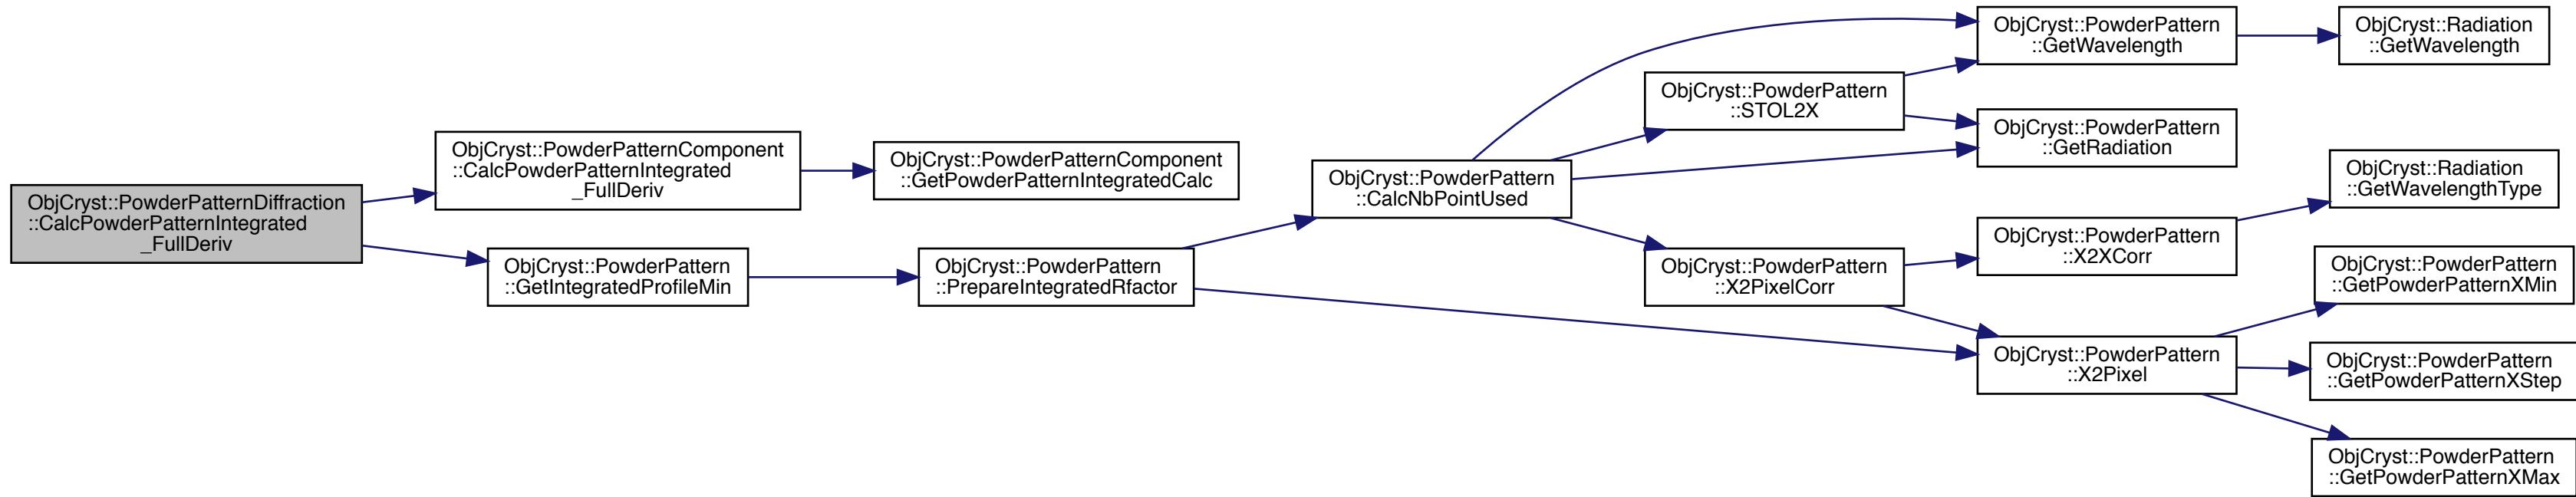 ObjCryst::PowderPatternDiffraction
::CalcPowderPatternIntegrated
_FullDeriv
ObjCryst::PowderPatternComponent
::CalcPowderPatternIntegrated
_FullDeriv
ObjCryst::PowderPattern
::GetIntegratedProfileMin
ObjCryst::PowderPatternComponent
::GetPowderPatternIntegratedCalc
ObjCryst::PowderPattern
::PrepareIntegratedRfactor
ObjCryst::PowderPattern
::CalcNbPointUsed
ObjCryst::PowderPattern
::STOL2X
ObjCryst::PowderPattern
::X2PixelCorr
ObjCryst::PowderPattern
::GetWavelength
ObjCryst::PowderPattern
::GetRadiation
ObjCryst::PowderPattern
::X2XCorr
ObjCryst::PowderPattern
::X2Pixel
ObjCryst::Radiation
::GetWavelength
ObjCryst::Radiation
::GetWavelengthType
ObjCryst::PowderPattern
::GetPowderPatternXMin
ObjCryst::PowderPattern
::GetPowderPatternXStep
ObjCryst::PowderPattern
::GetPowderPatternXMax